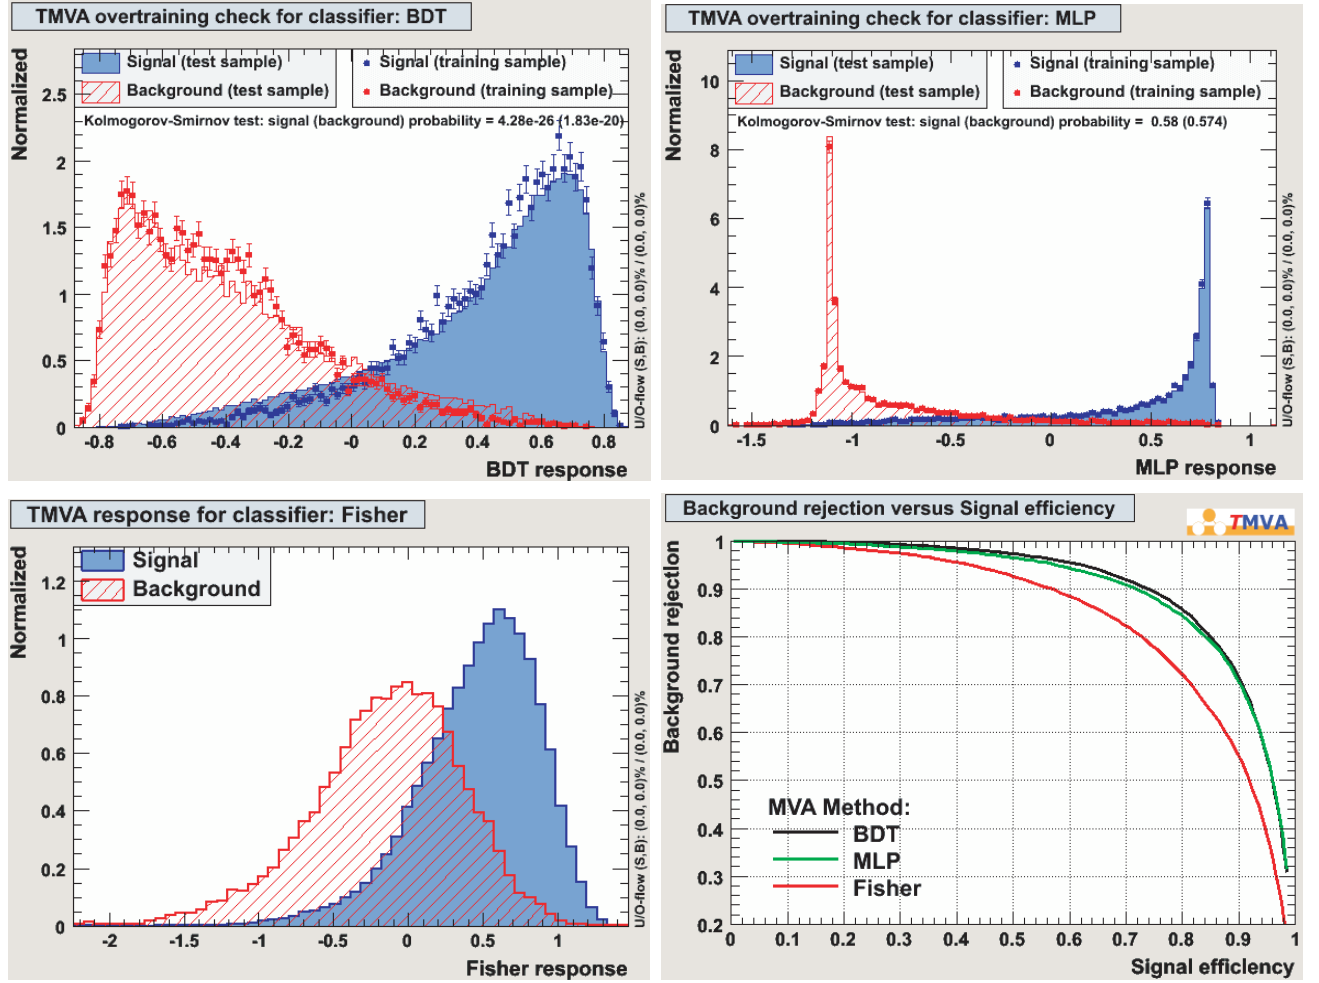 TMVA overtraining check for classifier: BDT
Normalized
Signal (test sample)
Background (test sample)
Signal (training sample)
Background (training sample)
Kolmogorov-Smirnov test: signal (background) probability = 4.28e-26 (1.83e-20)
2.5
2
1.5
1
0.5
0
-0.8 -0.6 -0.4 -0.2 -0 0.2 0.4 0.6 0.8
BDT response
U/O-flow (S,B): (0.0, 0.0)% / (0.0, 0.0)%
TMVA overtraining check for classifier: MLP
Normalized
Signal (test sample)
Background (test sample)
Signal (training sample)
Background (training sample)
Kolmogorov-Smirnov test: signal (background) probability = 0.58 (0.574)
10
8
6
4
2
0
-1.5 -1 -0.5 0 0.5 1
MLP response
U/O-flow (S,B): (0.0, 0.0)% / (0.0, 0.0)%
TMVA response for classifier: Fisher
Normalized
Signal
Background
1.2
1
0.8
0.6
0.4
0.2
0
-2 -1.5 -1 -0.5 0 0.5 1
Fisher response
U/O-flow (S,B): (0.0, 0.0)% / (0.0, 0.0)%
Background rejection versus Signal efficiency
TMVA
Background rejection
1
0.9
0.8
0.7
0.6
0.5
0.4
0.3
0.2
MVA Method:
BDT
MLP
Fisher
0 0.1 0.2 0.3 0.4 0.5 0.6 0.7 0.8 0.9 1
Signal efficiency